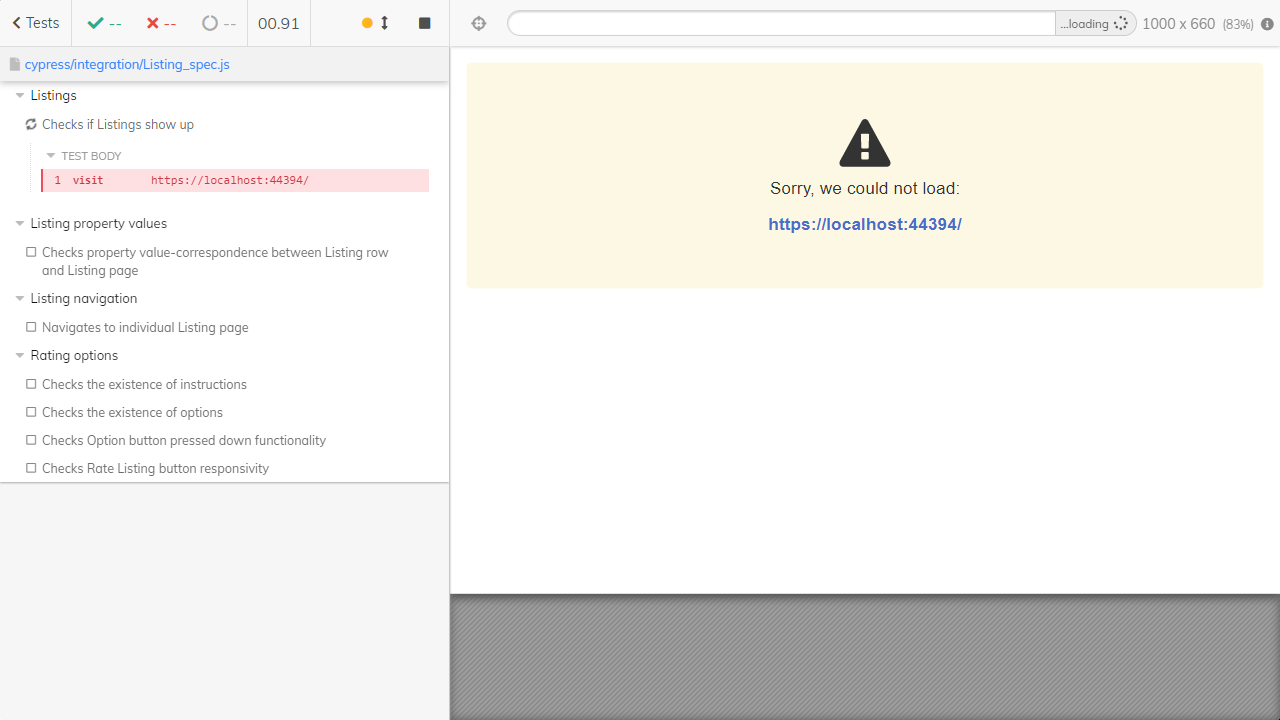 Tests
--
--
--
00.91
...loading
1000 x 660 (83%)
cypress/integration/Listing_spec.js
Listings
Checks if Listings show up
TEST BODY
1 visit https://localhost:44394/
Listing property values
Checks property value-correspondence between Listing row
and Listing page
Listing navigation
Navigates to individual Listing page
Rating options
Checks the existence of instructions
Checks the existence of options
Checks Option button pressed down functionality
Checks Rate Listing button responsivity
Sorry, we could not load:
https://localhost:44394/